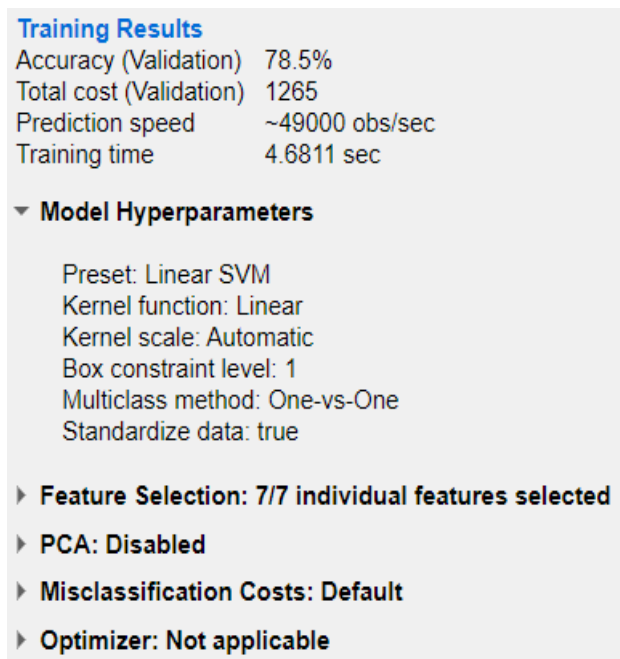 Training Results
Accuracy (Validation) 78.5%
Total cost (Validation) 1265
Prediction speed ~49000 obs/sec
Training time 4.6811 sec
Model Hyperparameters
Preset: Linear SVM
Kernel function: Linear
Kernel scale: Automatic
Box constraint level: 1
Multiclass method: One-vs-One
Standardize data: true
Feature Selection: 7/7 individual features selected
PCA: Disabled
Misclassification Costs: Default
Optimizer: Not applicable